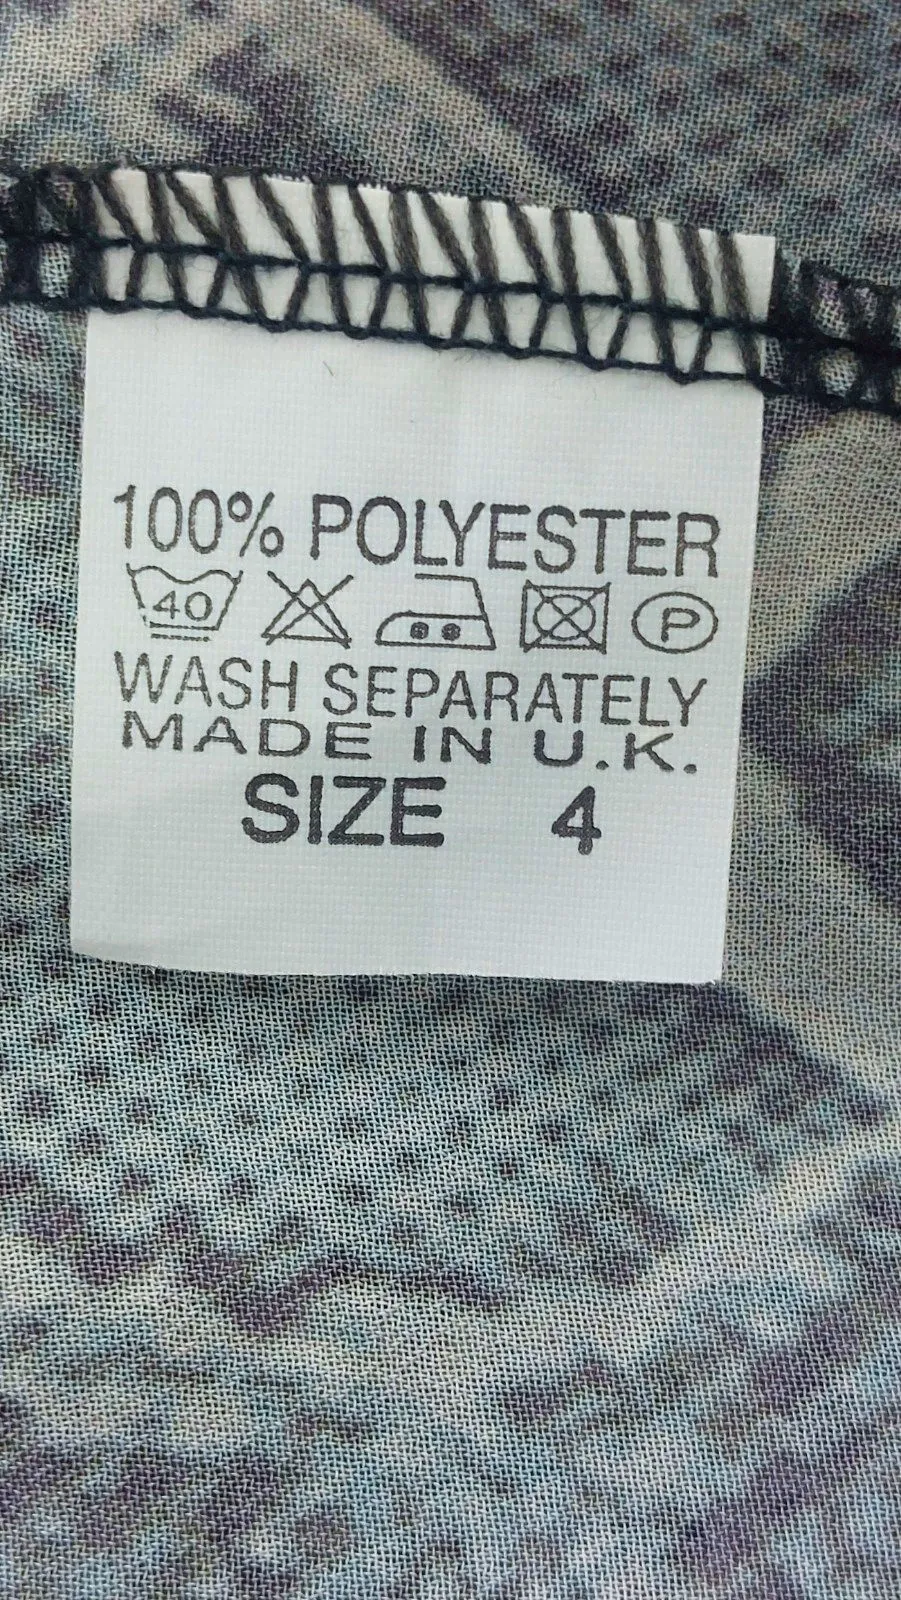 100% POLYESTER
40 P
WASH SEPARATELY
MADE IN U.K.
SIZE 4